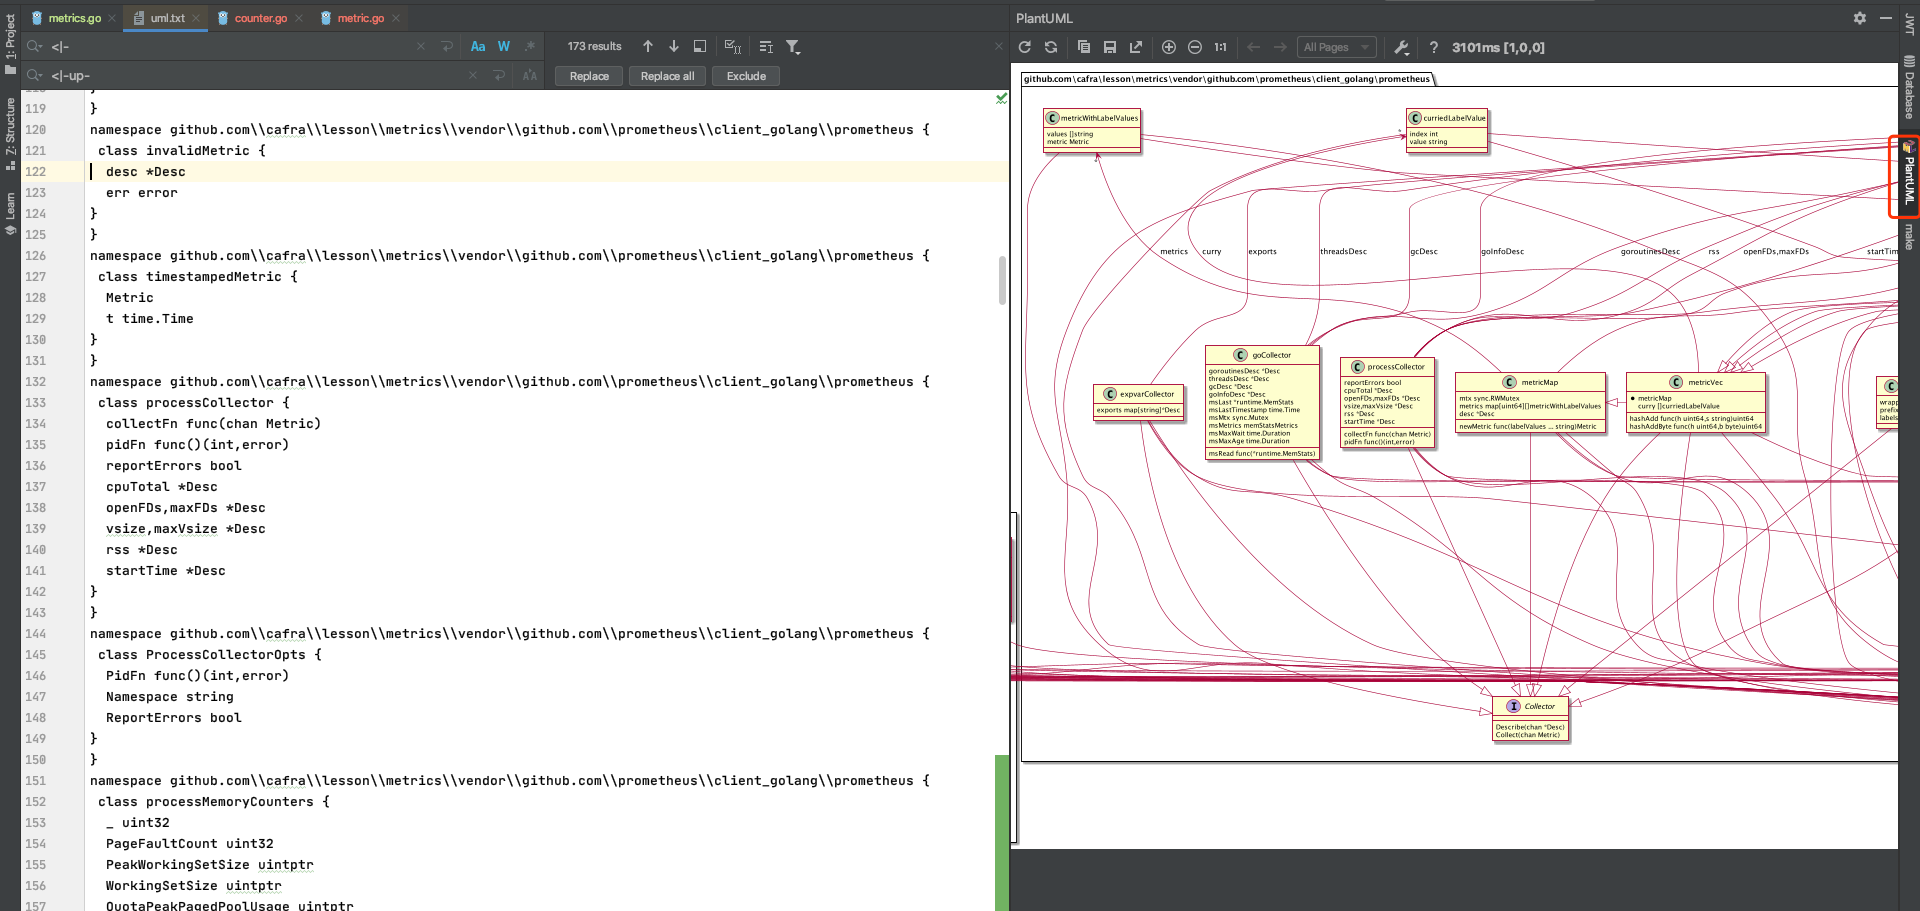 metrics.go
uml.txt
counter.go
metric.go
<|-
Aa
W
.*
173 results
<|-up-
Replace
Replace all
Exclude
1: Project
Z: Structure
Learn
119 }
120 namespace github.com\\cafra\\lesson\\metrics\\vendor\\github.com\\prometheus\\client_golang\\prometheus {
121 class invalidMetric {
122 desc *Desc
123 err error
124 }
125 }
126 namespace github.com\\cafra\\lesson\\metrics\\vendor\\github.com\\prometheus\\client_golang\\prometheus {
127 class timestampedMetric {
128 Metric
129 t time.Time
130 }
131 }
132 namespace github.com\\cafra\\lesson\\metrics\\vendor\\github.com\\prometheus\\client_golang\\prometheus {
133 class processCollector {
134 collectFn func(chan Metric)
135 pidFn func()(int,error)
136 reportErrors bool
137 cpuTotal *Desc
138 openFDs,maxFDs *Desc
139 vsize,maxVsize *Desc
140 rss *Desc
141 startTime *Desc
142 }
143 }
144 namespace github.com\\cafra\\lesson\\metrics\\vendor\\github.com\\prometheus\\client_golang\\prometheus {
145 class ProcessCollectorOpts {
146 PidFn func()(int,error)
147 Namespace string
148 ReportErrors bool
149 }
150 }
151 namespace github.com\\cafra\\lesson\\metrics\\vendor\\github.com\\prometheus\\client_golang\\prometheus {
152 class processMemoryCounters {
153 _ uint32
154 PageFaultCount uint32
155 PeakWorkingSetSize uintptr
156 WorkingSetSize uintptr
157 QuotaPeakPagedPoolUsage uintptr
PlantUML
1:1
All Pages
?
3101ms [1,0,0]
github.com\cafra\lesson\metrics\vendor\github.com\prometheus\client_golang\prometheus
C metricWithLabelValues
values []string
metric Metric
C curriedLabelValue
index int
value string
metrics
curry
exports
threadsDesc
gcDesc
goInfoDesc
goroutinesDesc
rss
openFDs,maxFDs
startTim
C expvarCollector
exports map[string]*Desc
C goCollector
goroutinesDesc *Desc
threadsDesc *Desc
gcDesc *Desc
goInfoDesc *Desc
msLast *runtime.MemStats
msLastTimestamp time.Time
msMtx sync.Mutex
msMetrics memStatsMetrics
msMaxWait time.Duration
msMaxAge time.Duration
msRead func(*runtime.MemStats)
C processCollector
reportErrors bool
cpuTotal *Desc
openFDs,maxFDs *Desc
vsize,maxVsize *Desc
rss *Desc
startTime *Desc
collectFn func(chan Metric)
pidFn func()(int,error)
C metricMap
mtx sync.RWMutex
metrics map[uint64][]metricWithLabelValues
desc *Desc
newMetric func(labelValues ... string)Metric
C metricVec
metricMap
curry []curriedLabelValue
hashAdd func(h uint64,s string)uint64
hashAddByte func(h uint64,b byte)uint64
C
wrapp
prefix
labels
I Collector
Describe(chan *Desc)
Collect(chan Metric)
JWT
Database
PlantUML
make